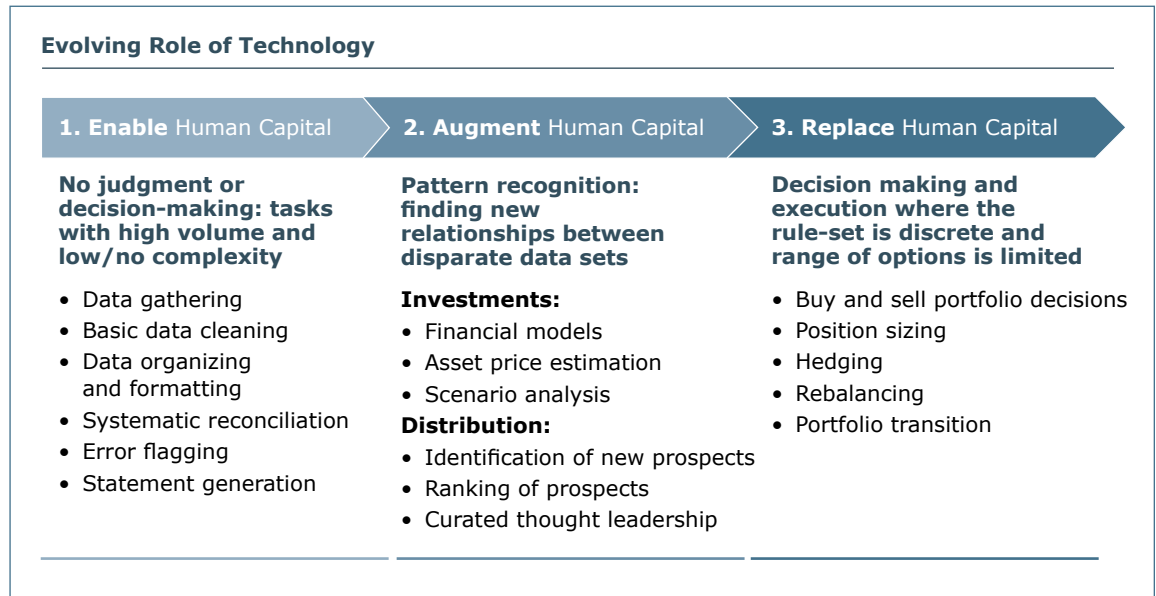 Evolving Role of Technology
1. Enable Human Capital
2. Augment Human Capital
3. Replace Human Capital
No judgment or
decision-making: tasks
with high volume and
low/no complexity
• Data gathering
• Basic data cleaning
• Data organizing
and formatting
• Systematic reconciliation
• Error flagging
• Statement generation
Pattern recognition:
finding new
relationships between
disparate data sets
Investments:
• Financial models
• Asset price estimation
• Scenario analysis
Distribution:
• Identification of new prospects
• Ranking of prospects
• Curated thought leadership
Decision making and
execution where the
rule-set is discrete and
range of options is limited
• Buy and sell portfolio decisions
• Position sizing
• Hedging
• Rebalancing
• Portfolio transition